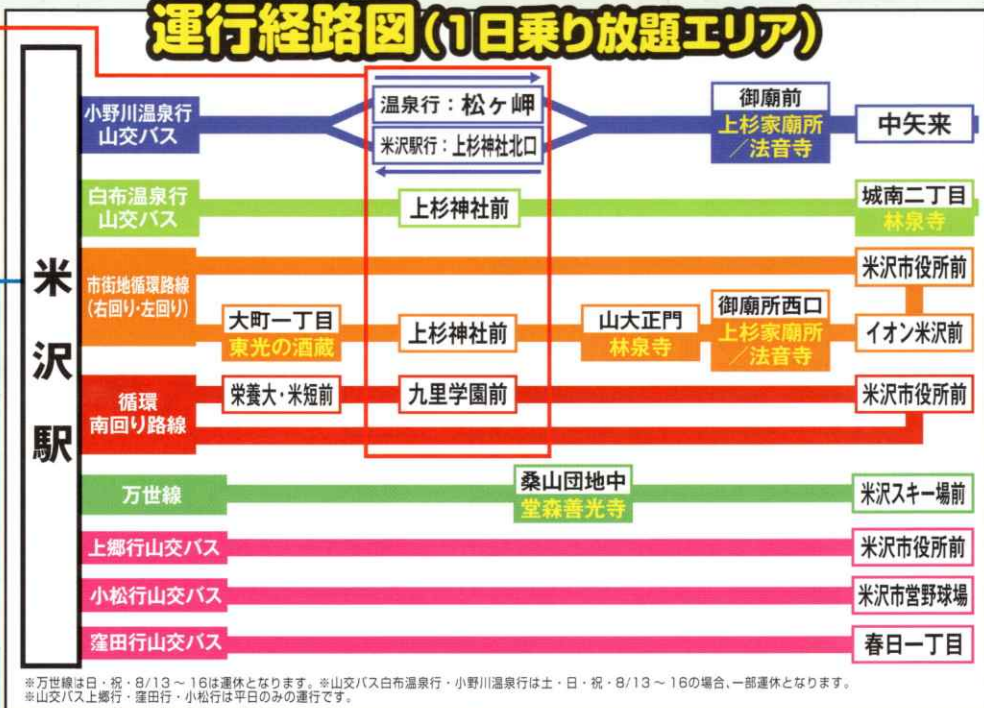 運行経路図(1日乗り放題エリア)
米沢駅
小野川温泉行
山交バス
温泉行:松ヶ岬
米沢駅行:上杉神社北口
御廟前
上杉家廟所
/法音寺
中矢来
白布温泉行
山交バス
上杉神社前
城南二丁目
林泉寺
市街地循環路線
(右回り・左回り)
米沢市役所前
大町一丁目
東光の酒蔵
上杉神社前
山大正門
林泉寺
御廟所西口
上杉家廟所
/法音寺
イオン米沢前
循環
南回り路線
栄養大・米短前
九里学園前
米沢市役所前
万世線
桑山団地中
堂森善光寺
米沢スキー場前
上郷行山交バス
米沢市役所前
小松行山交バス
米沢市営野球場
窪田行山交バス
春日一丁目
※万世線は日・祝・8/13~16は運休となります。※山交バス白布温泉行・小野川温泉行は土・日・祝・8/13~16の場合、一部運休となります。
※山交バス上郷行・窪田行・小松行は平日のみの運行です。